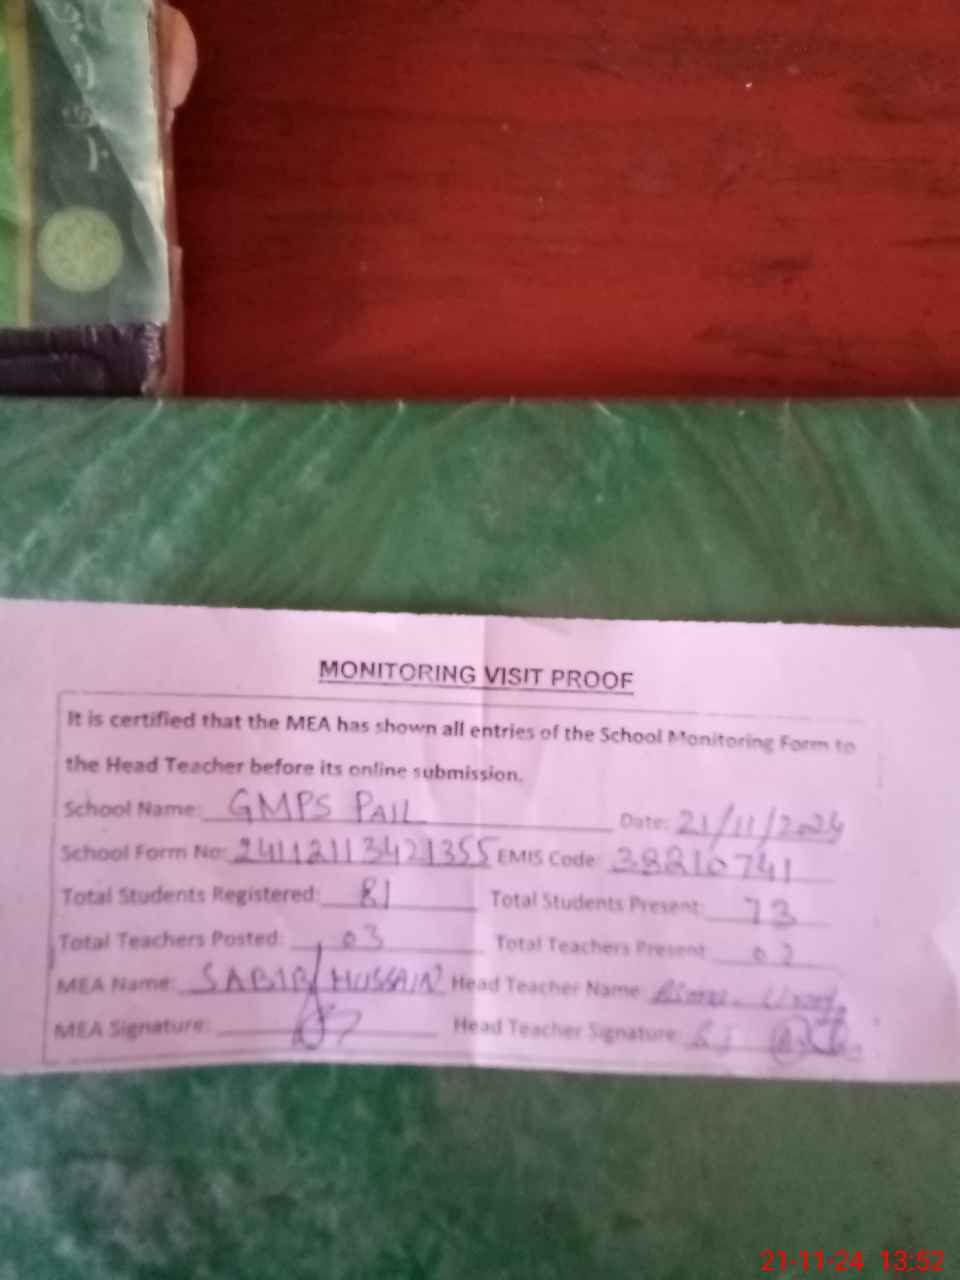 MONITORING VISIT PROOF
It is certified that the MEA has shown all entries of the School Monitoring Form to
the Head Teacher before its online submission.
School Name: GMPS PAIL Date: 21/11/2024
School Form No: 24112113421355 EMIS Code: 38210741
Total Students Registered: 81 Total Students Present: 73
Total Teachers Posted: 03 Total Teachers Present: 02
MEA Name: SABIR HUSSAIN Head Teacher Name:
MEA Signature: Head Teacher Signature:
21-11-24 13:52